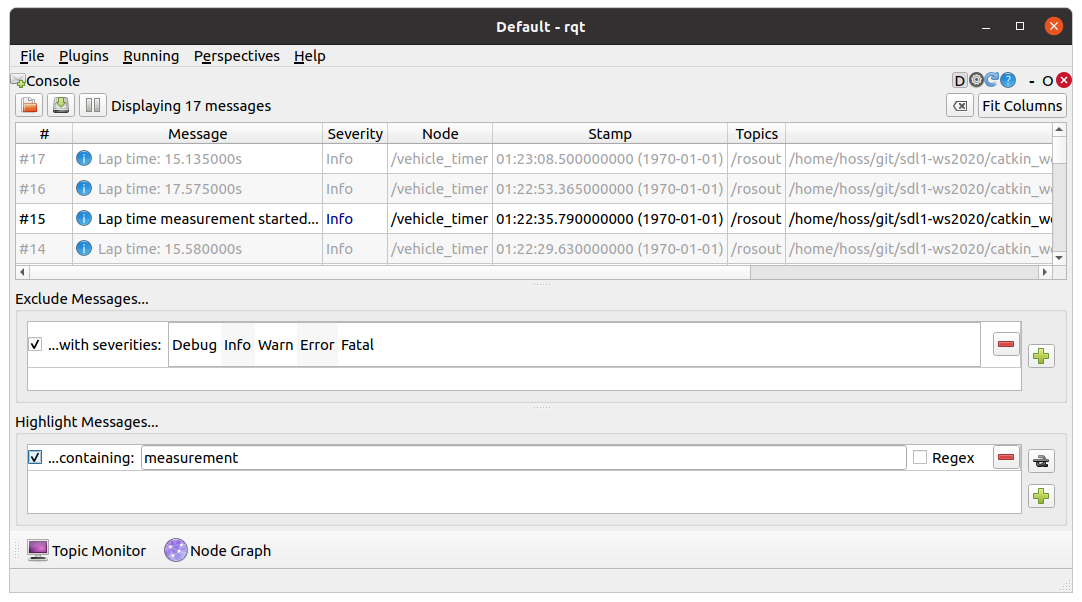 Default - rqt
File Plugins Running Perspectives Help
Console D ? - O
Displaying 17 messages Fit Columns
# Message Severity Node Stamp Topics
#17 Lap time: 15.135000s Info /vehicle_timer 01:23:08.500000000 (1970-01-01) /rosout /home/hoss/git/sdl1-ws2020/catkin_w
#16 Lap time: 17.575000s Info /vehicle_timer 01:22:53.365000000 (1970-01-01) /rosout /home/hoss/git/sdl1-ws2020/catkin_w
#15 Lap time measurement started... Info /vehicle_timer 01:22:35.790000000 (1970-01-01) /rosout /home/hoss/git/sdl1-ws2020/catkin_w
#14 Lap time: 15.580000s Info /vehicle_timer 01:22:29.630000000 (1970-01-01) /rosout /home/hoss/git/sdl1-ws2020/catkin_w
Exclude Messages...
...with severities: Debug Info Warn Error Fatal
Highlight Messages...
...containing: measurement Regex
Topic Monitor Node Graph